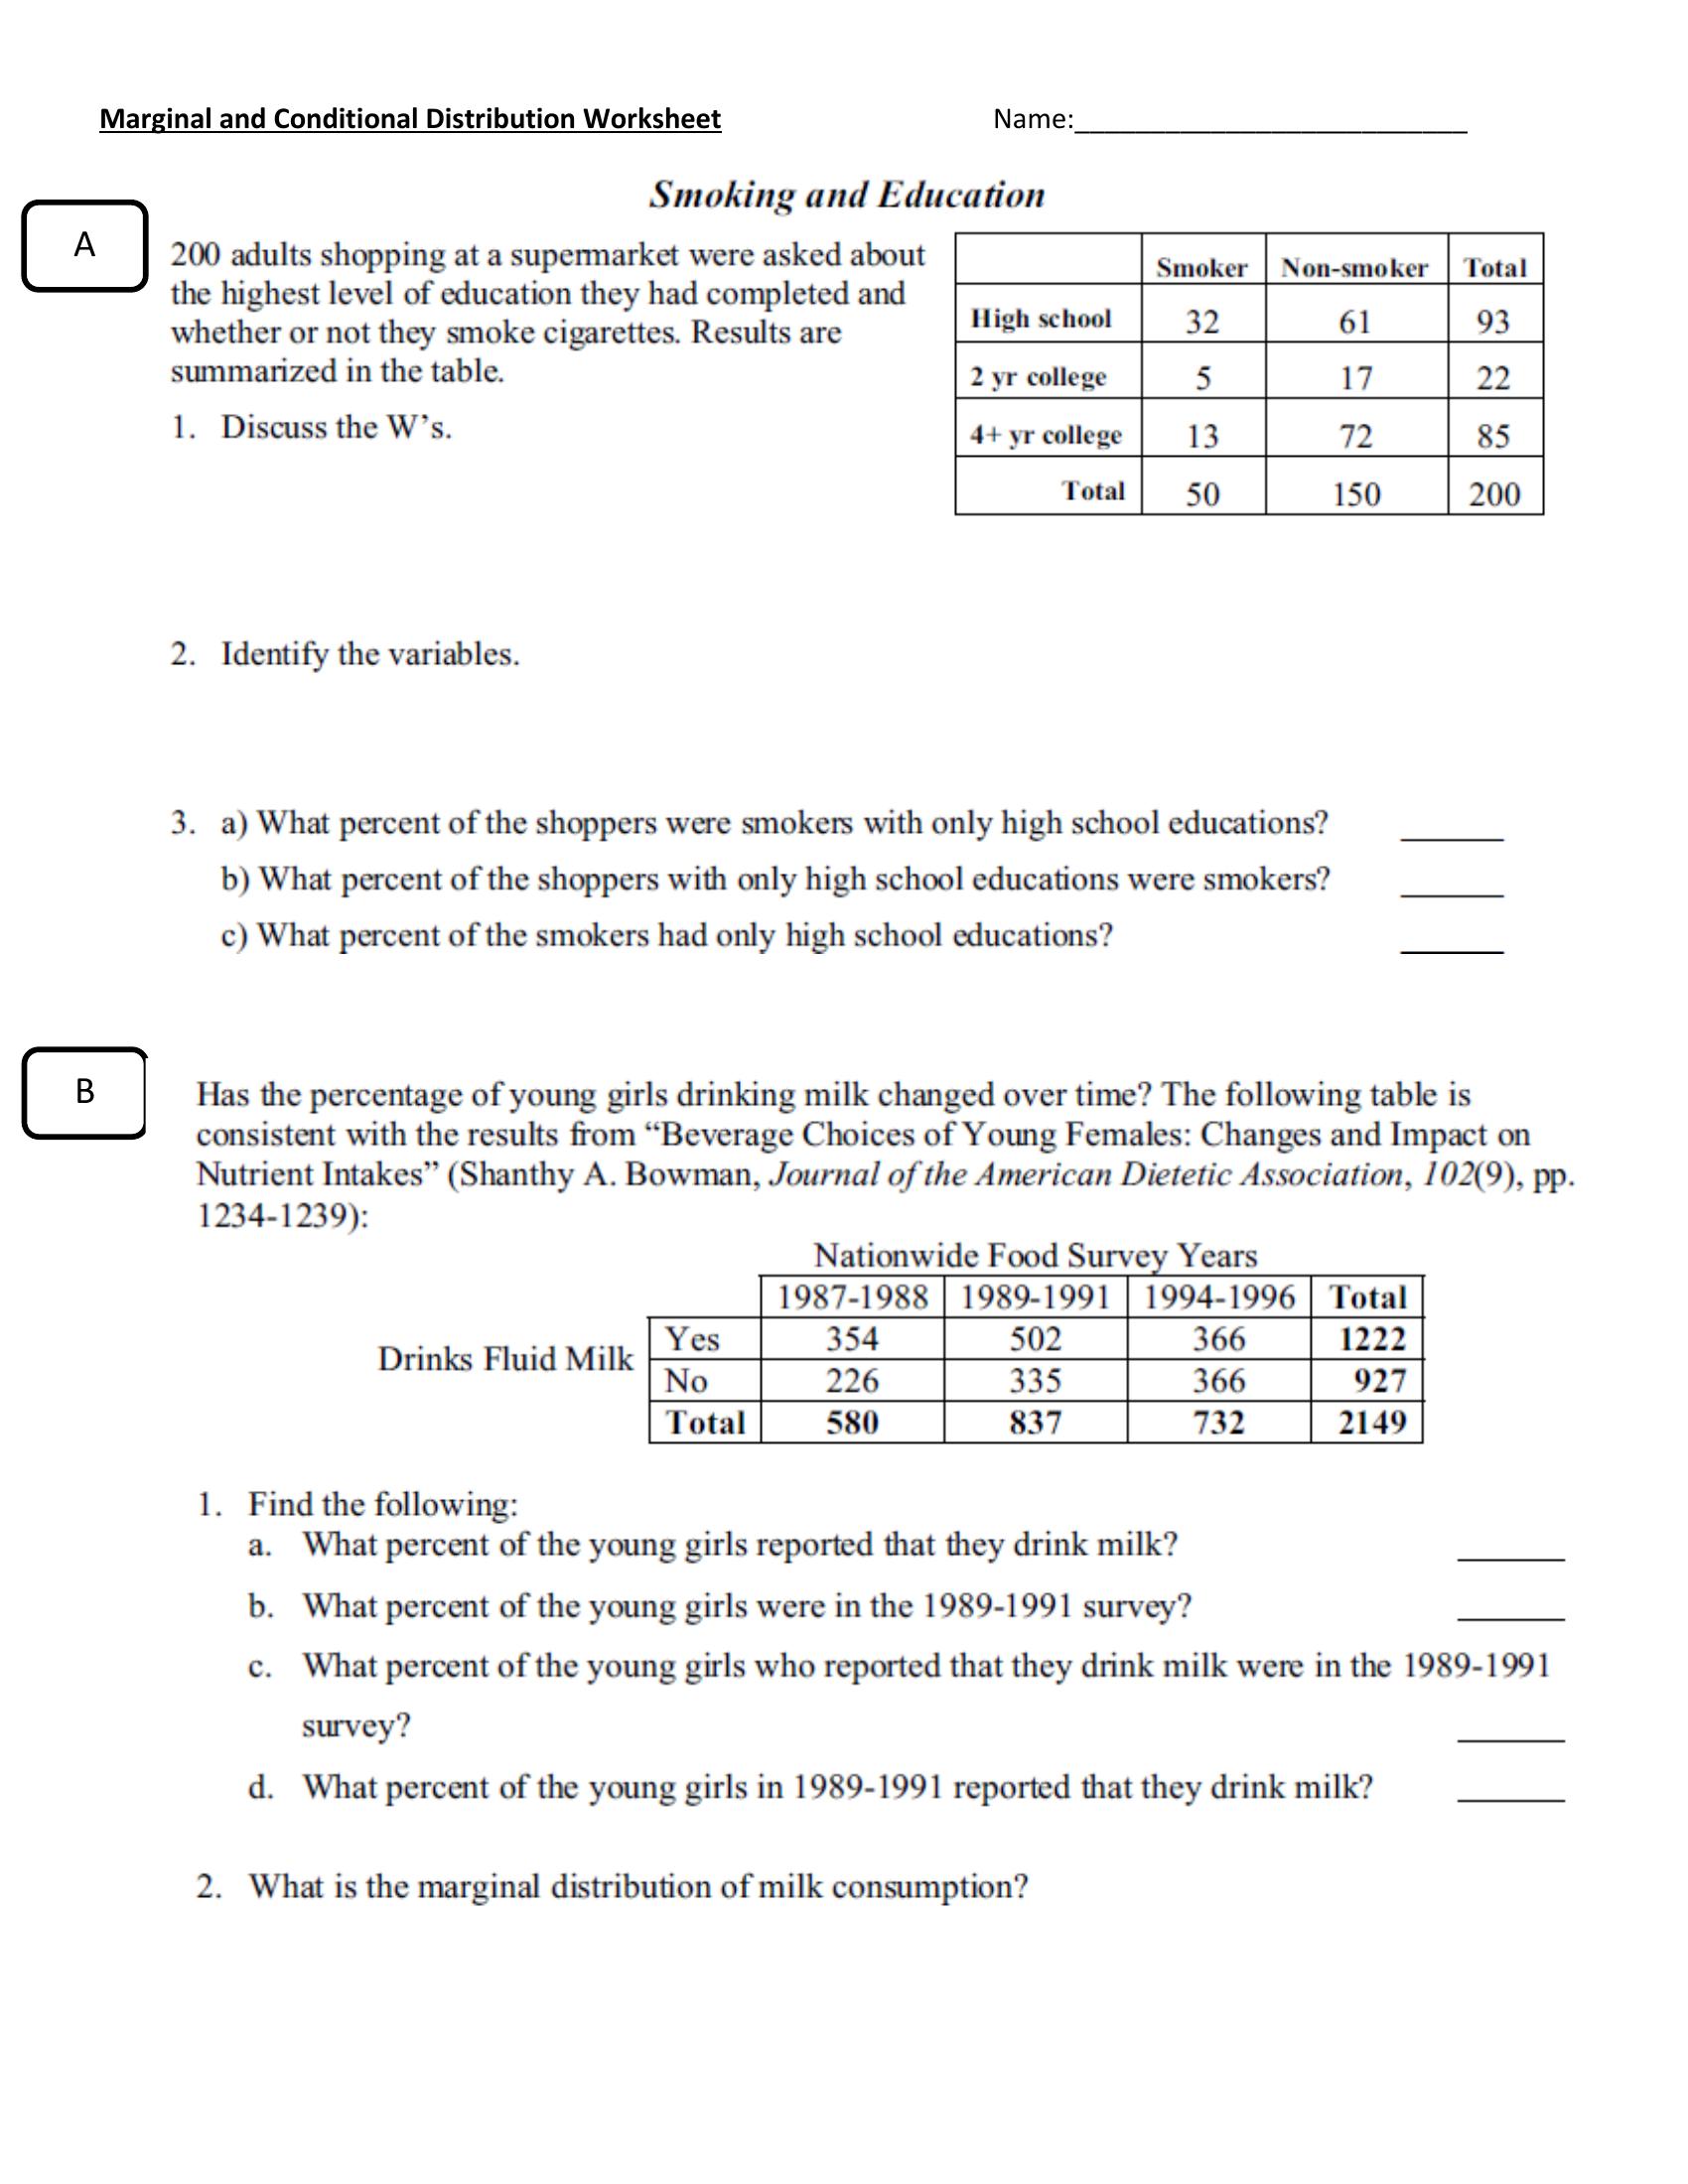 Marginal and Conditional Distribution Worksheet Name:__________________________
Smoking and Education
A
200 adults shopping at a supermarket were asked about
the highest level of education they had completed and
whether or not they smoke cigarettes. Results are
summarized in the table.
Smoker Non-smoker Total
High school 32 61 93
2 yr college 5 17 22
4+ yr college 13 72 85
Total 50 150 200
1. Discuss the W’s.
2. Identify the variables.
3. a) What percent of the shoppers were smokers with only high school educations? ______
b) What percent of the shoppers with only high school educations were smokers? ______
c) What percent of the smokers had only high school educations? ______
B
Has the percentage of young girls drinking milk changed over time? The following table is
consistent with the results from “Beverage Choices of Young Females: Changes and Impact on
Nutrient Intakes” (Shanthy A. Bowman, Journal of the American Dietetic Association, 102(9), pp.
1234-1239):
Nationwide Food Survey Years
1987-1988 1989-1991 1994-1996 Total
Drinks Fluid Milk
Yes 354 502 366 1222
No 226 335 366 927
Total 580 837 732 2149
1. Find the following:
a. What percent of the young girls reported that they drink milk? ______
b. What percent of the young girls were in the 1989-1991 survey? ______
c. What percent of the young girls who reported that they drink milk were in the 1989-1991
survey? ______
d. What percent of the young girls in 1989-1991 reported that they drink milk? ______
2. What is the marginal distribution of milk consumption?